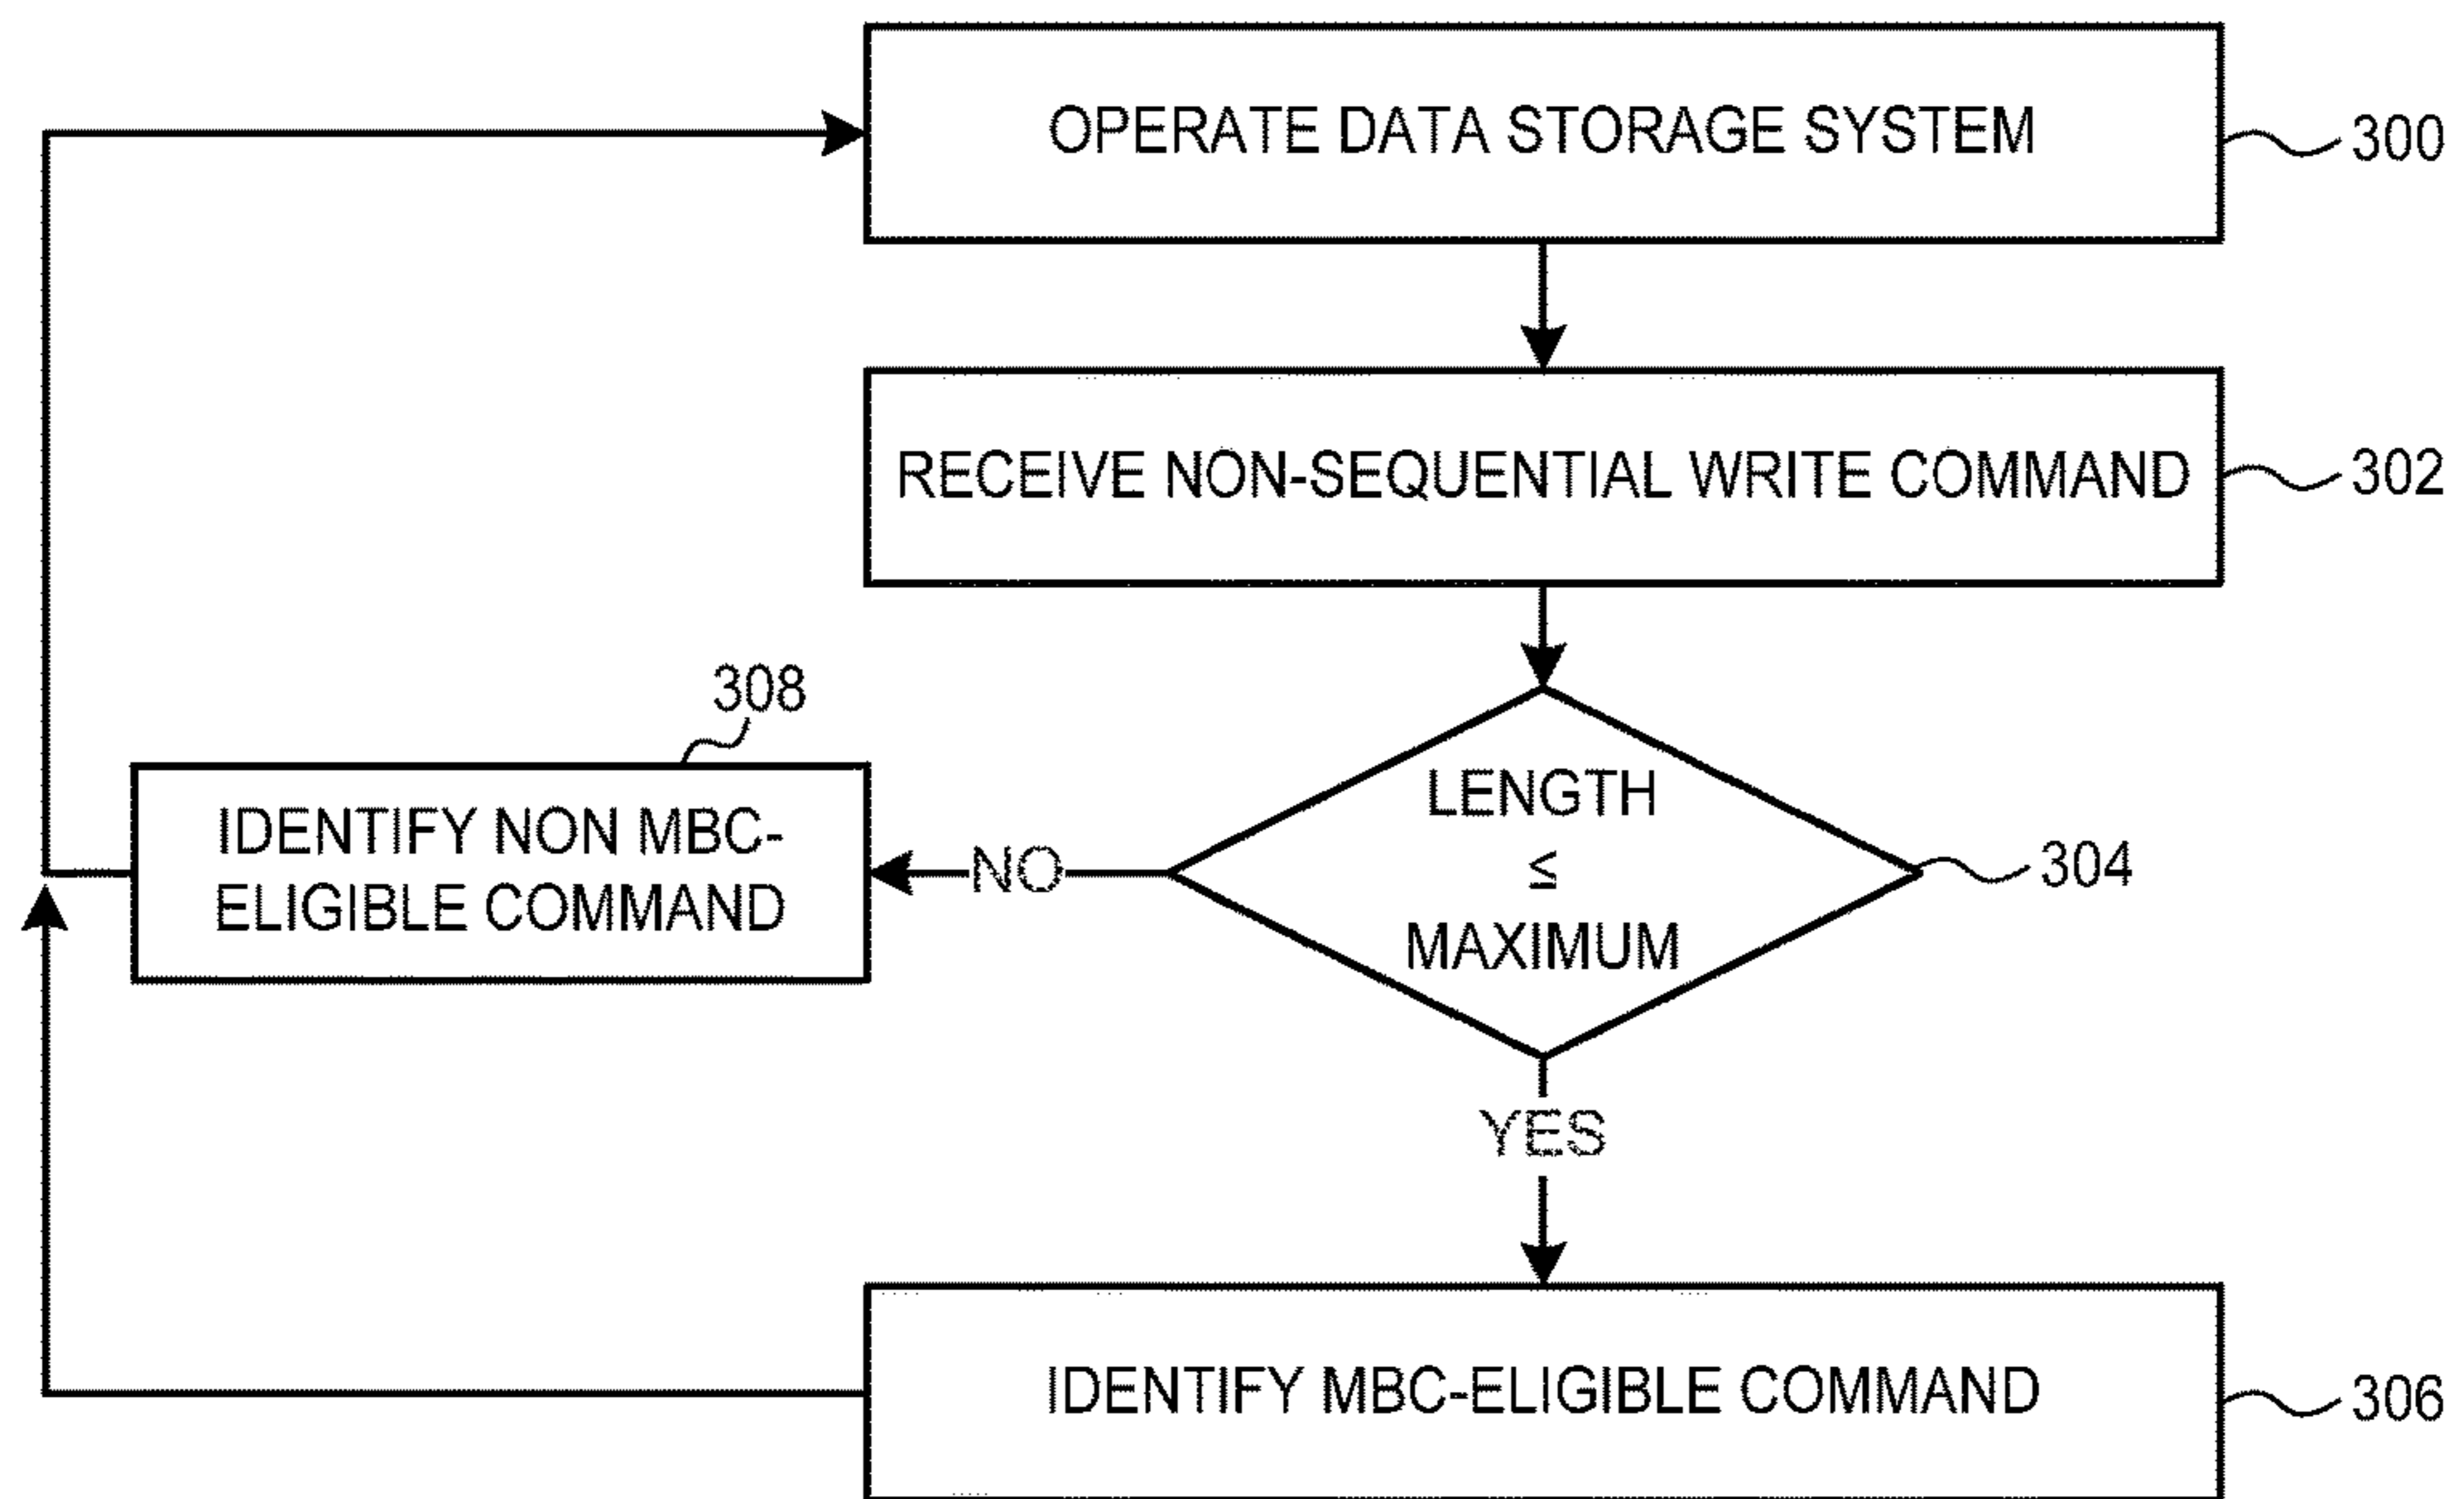 OPERATE DATA STORAGE SYSTEM
300
RECEIVE NON-SEQUENTIAL WRITE COMMAND
302
308
IDENTIFY NON MBC-
ELIGIBLE COMMAND
NO
LENGTH
≤
MAXIMUM
304
YES
IDENTIFY MBC-ELIGIBLE COMMAND
306